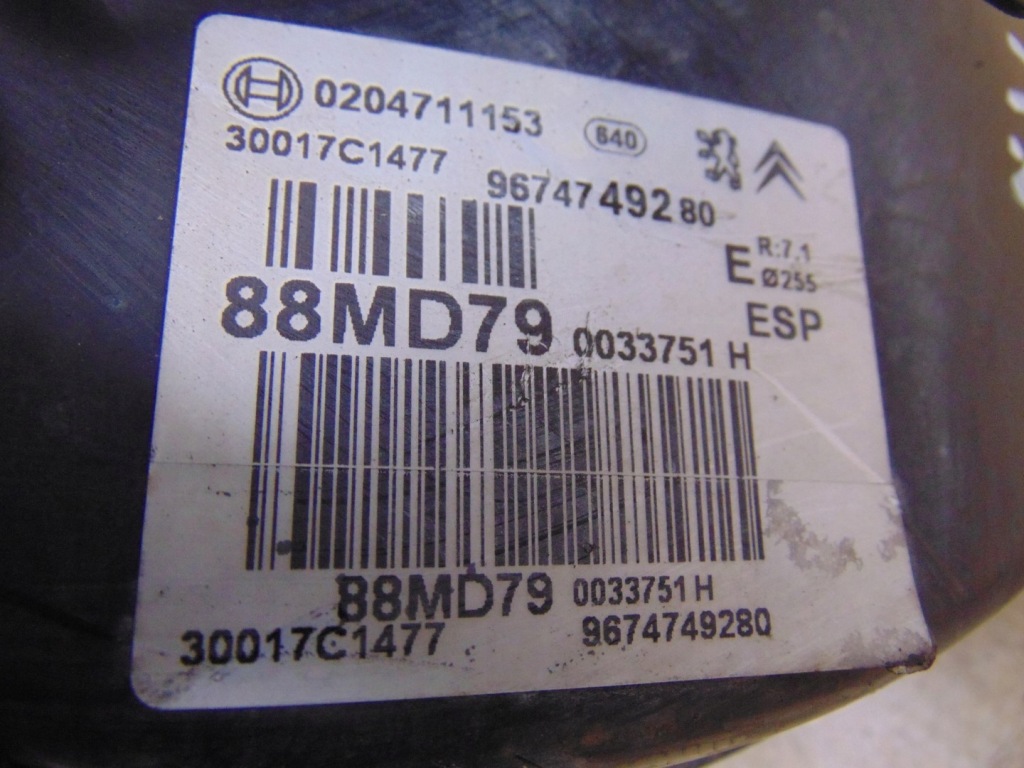 0204711153 840
30017C1477
9674749280
E R:7,1
Ø255
ESP
88MD79 0033751 H
88MD79 0033751 H
30017C1477 9674749280